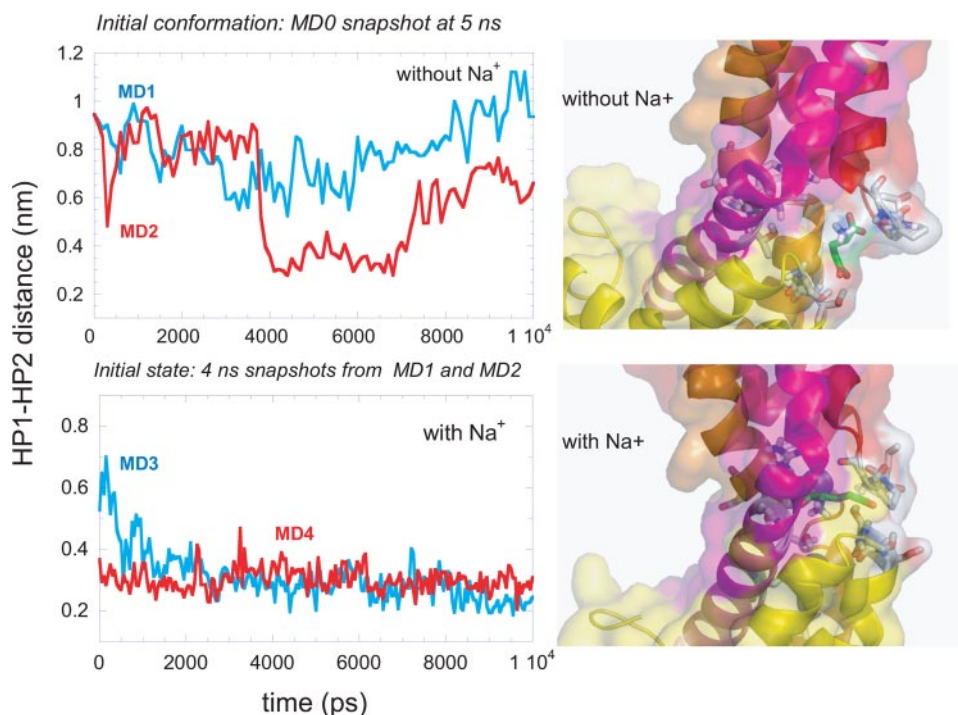 Initial conformation: MD0 snapshot at 5 ns
HP1-HP2 distance (nm)
1.2
1
0.8
0.6
0.4
0.2
MD1
MD2
without Na⁺
0
2000
4000
6000
8000
1 10⁴
without Na+
Initial state: 4 ns snapshots from MD1 and MD2
0.8
0.6
0.4
0.2
MD3
MD4
with Na⁺
0
2000
4000
6000
8000
1 10⁴
time (ps)
with Na+